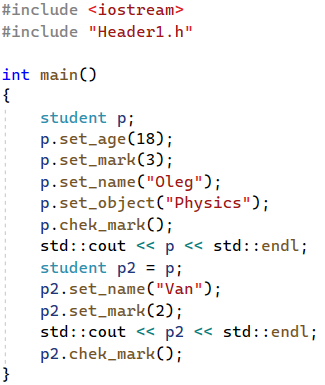 #include <iostream>
#include "Header1.h"
int main()
{
student p;
p.set_age(18);
p.set_mark(3);
p.set_name("Oleg");
p.set_object("Physics");
p.chek_mark();
std::cout << p << std::endl;
student p2 = p;
p2.set_name("Van");
p2.set_mark(2);
std::cout << p2 << std::endl;
p2.chek_mark();
}